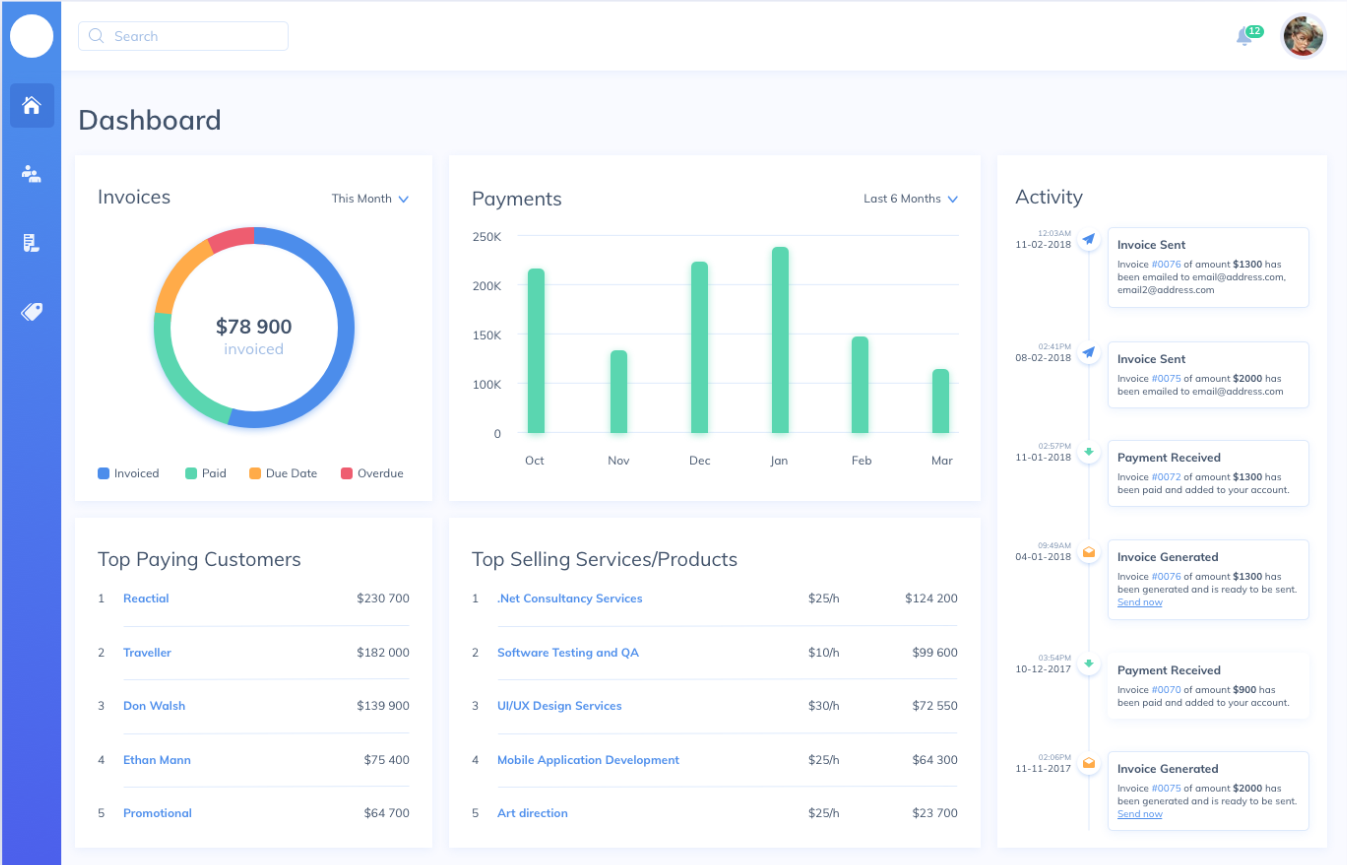 Search
12
Dashboard
Invoices
This Month
$78 900
invoiced
Invoiced
Paid
Due Date
Overdue
Payments
Last 6 Months
250K
200K
150K
100K
0
Oct
Nov
Dec
Jan
Feb
Mar
Activity
12:03AM
11-02-2018
Invoice Sent
Invoice #0076 of amount $1300 has
been emailed to email@address.com,
email2@address.com
02:41PM
08-02-2018
Invoice Sent
Invoice #0075 of amount $2000 has
been emailed to email@address.com
02:57PM
11-01-2018
Payment Received
Invoice #0072 of amount $1300 has
been paid and added to your account.
09:49AM
04-01-2018
Invoice Generated
Invoice #0076 of amount $1300 has
been generated and is ready to be sent.
Send now
03:54PM
10-12-2017
Payment Received
Invoice #0070 of amount $900 has
been paid and added to your account.
02:06PM
11-11-2017
Invoice Generated
Invoice #0075 of amount $2000 has
been generated and is ready to be sent.
Send now
Top Paying Customers
1 Reactial $230 700
2 Traveller $182 000
3 Don Walsh $139 900
4 Ethan Mann $75 400
5 Promotional $64 700
Top Selling Services/Products
1 .Net Consultancy Services $25/h $124 200
2 Software Testing and QA $10/h $99 600
3 UI/UX Design Services $30/h $72 550
4 Mobile Application Development $25/h $64 300
5 Art direction $25/h $23 700